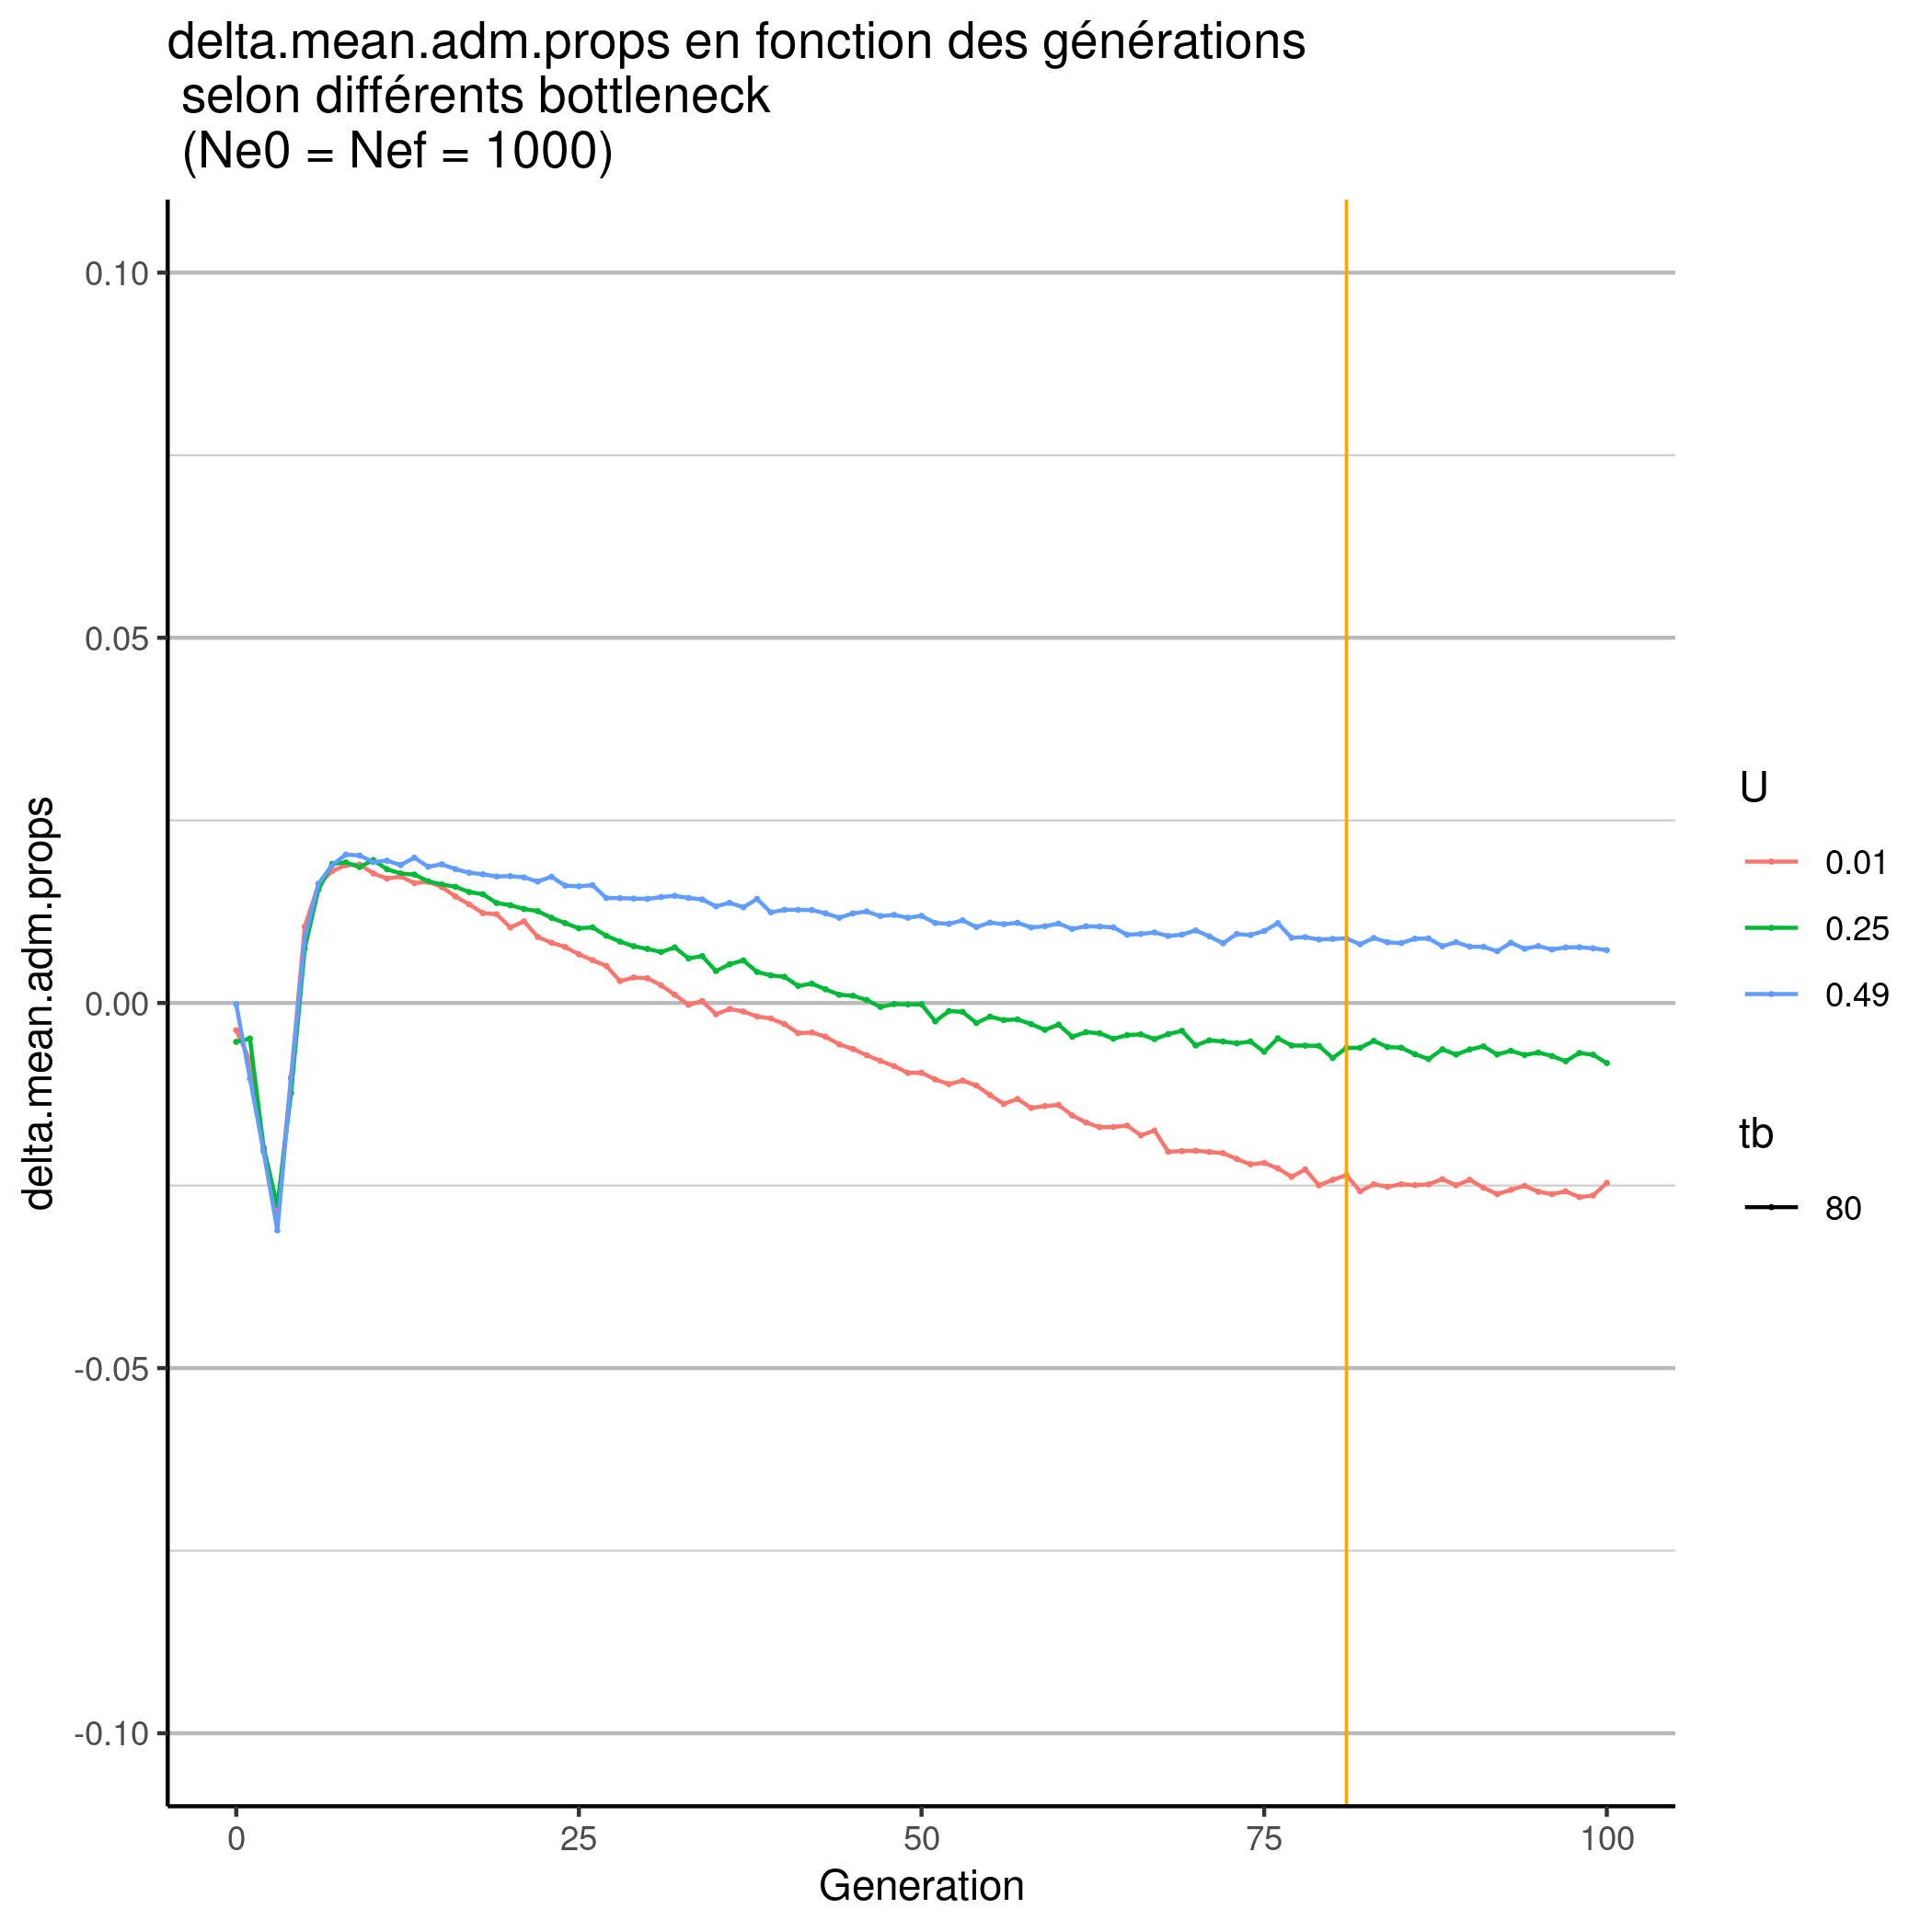 delta.mean.adm.props en fonction des générations
selon différents bottleneck
(Ne0 = Nef = 1000)
0.10
0.05
0.00
-0.05
-0.10
delta.mean.adm.props
0 25 50 75 100
Generation
U
0.01
0.25
0.49
tb
80